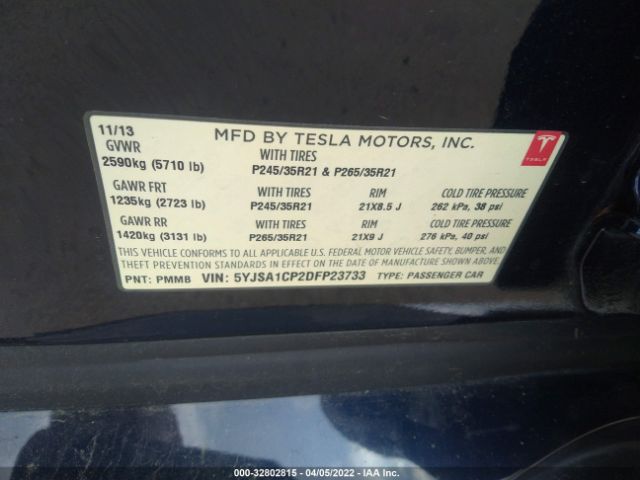 11/13 MFD BY TESLA MOTORS, INC.
GVWR WITH TIRES
2590kg (5710 lb) P245/35R21 & P265/35R21
TESLA
GAWR FRT WITH TIRES RIM COLD TIRE PRESSURE
1235kg (2723 lb) P245/35R21 21X8.5 J 262 kPa, 38 psi
GAWR RR WITH TIRES RIM COLD TIRE PRESSURE
1420kg (3131 lb) P265/35R21 21X9 J 276 kPa, 40 psi
THIS VEHICLE CONFORMS TO ALL APPLICABLE U.S. FEDERAL MOTOR VEHICLE SAFETY, BUMPER, AND
THEFT PREVENTION STANDARDS IN EFFECT ON THE DATE OF MANUFACTURE SHOWN ABOVE.
PNT: PMMB VIN: 5YJSA1CP2DFP23733 TYPE: PASSENGER CAR
000-32802815 - 04/05/2022 - IAA Inc.